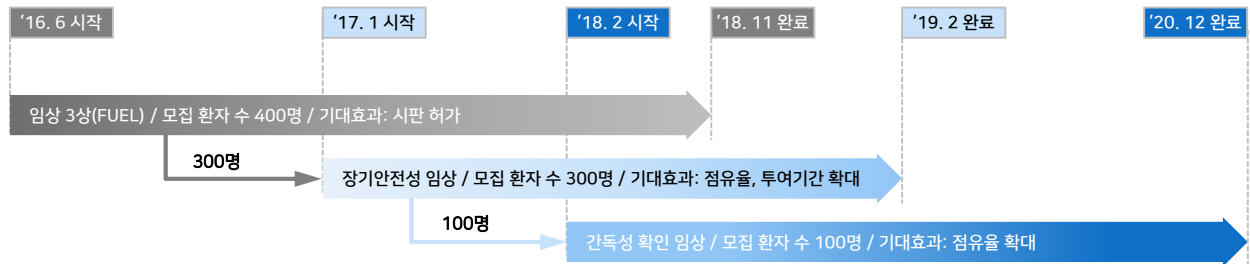 ’16. 6 시작
’17. 1 시작
’18. 2 시작
’18. 11 완료
’19. 2 완료
’20. 12 완료
임상 3상(FUEL) / 모집 환자 수 400명 / 기대효과: 시판 허가
300명
장기안전성 임상 / 모집 환자 수 300명 / 기대효과: 점유율, 투여기간 확대
100명
간독성 확인 임상 / 모집 환자 수 100명 / 기대효과: 점유율 확대